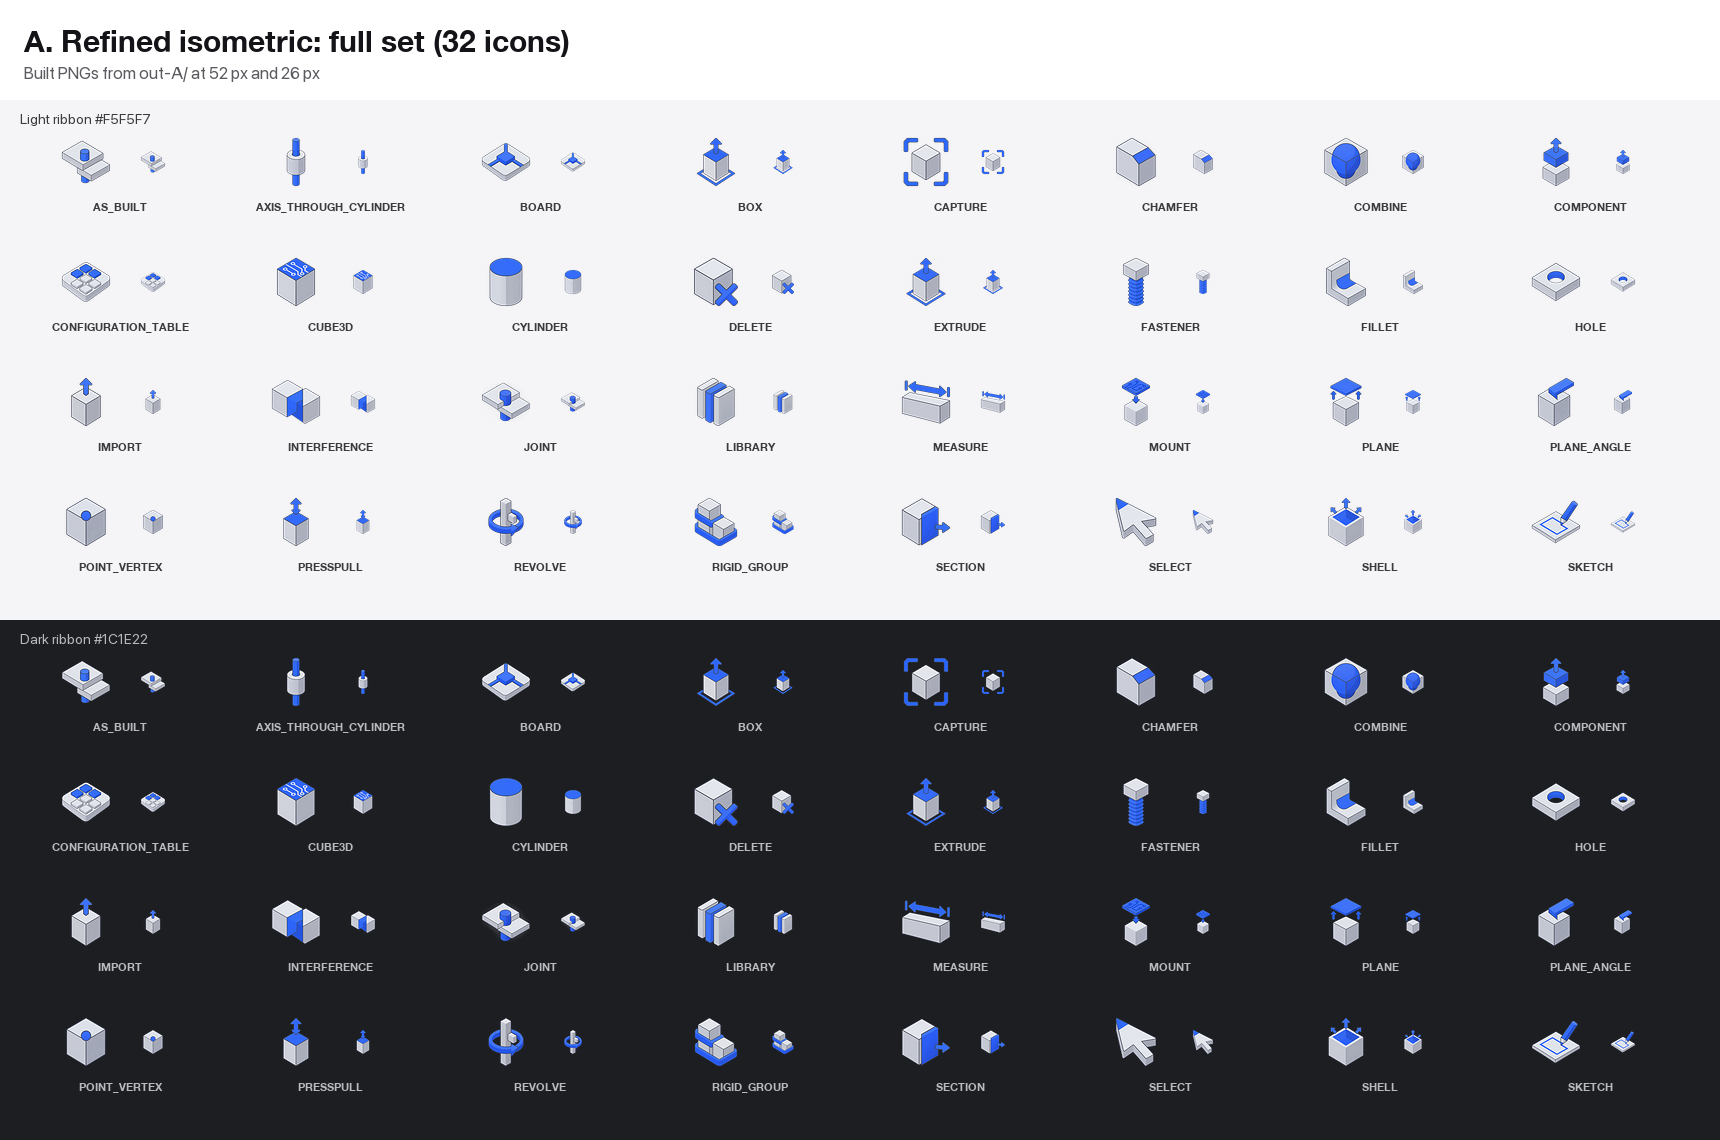 A. Refined isometric: full set (32 icons)
Built PNGs from out-A/ at 52 px and 26 px
Light ribbon #F5F5F7
AS_BUILT AXIS_THROUGH_CYLINDER BOARD BOX CAPTURE CHAMFER COMBINE COMPONENT
CONFIGURATION_TABLE CUBE3D CYLINDER DELETE EXTRUDE FASTENER FILLET HOLE
IMPORT INTERFERENCE JOINT LIBRARY MEASURE MOUNT PLANE PLANE_ANGLE
POINT_VERTEX PRESSPULL REVOLVE RIGID_GROUP SECTION SELECT SHELL SKETCH
Dark ribbon #1C1E22
AS_BUILT AXIS_THROUGH_CYLINDER BOARD BOX CAPTURE CHAMFER COMBINE COMPONENT
CONFIGURATION_TABLE CUBE3D CYLINDER DELETE EXTRUDE FASTENER FILLET HOLE
IMPORT INTERFERENCE JOINT LIBRARY MEASURE MOUNT PLANE PLANE_ANGLE
POINT_VERTEX PRESSPULL REVOLVE RIGID_GROUP SECTION SELECT SHELL SKETCH